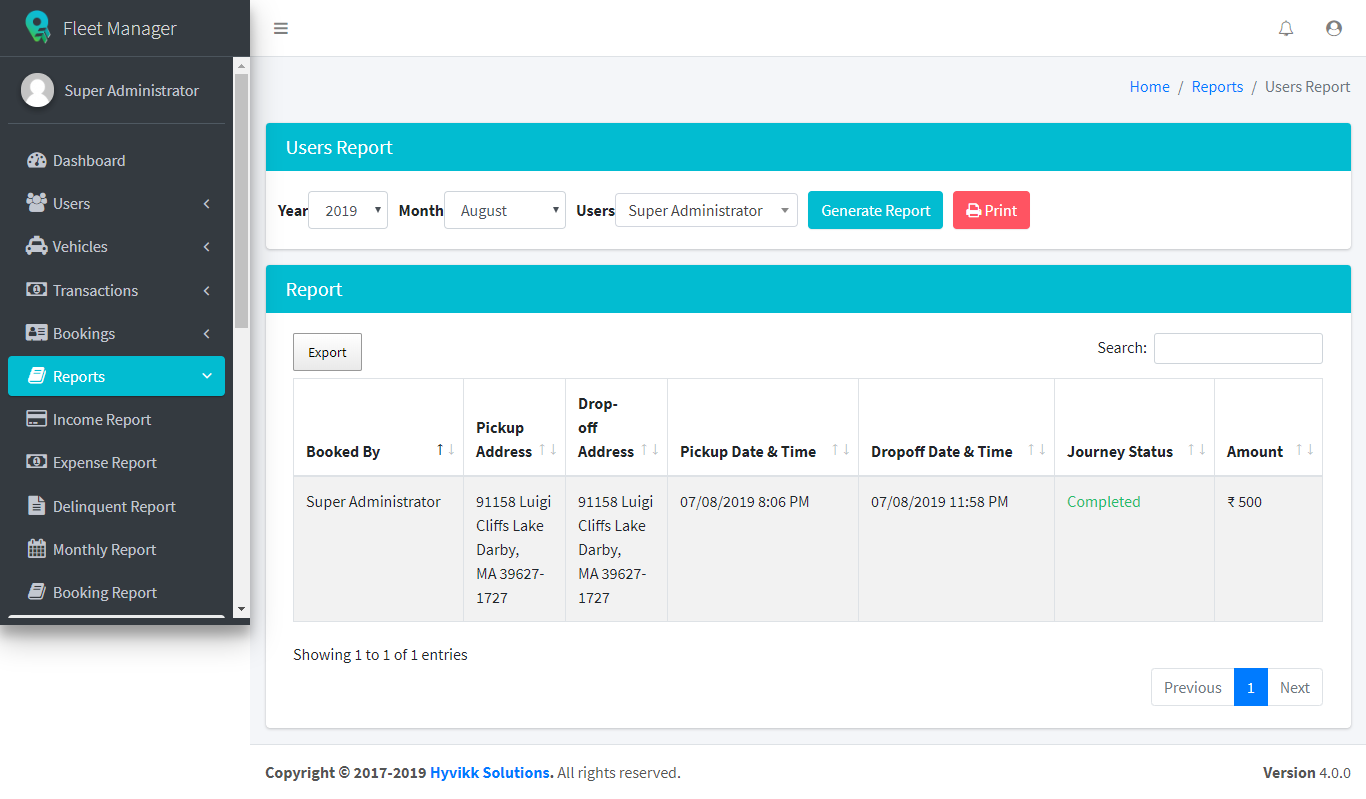 Fleet Manager
Super Administrator
Dashboard
Users
Vehicles
Transactions
Bookings
Reports
Income Report
Expense Report
Delinquent Report
Monthly Report
Booking Report
Home / Reports / Users Report
Users Report
Year 2019 Month August Users Super Administrator Generate Report Print
Report
Export Search:
Booked By
Pickup
Address
Drop-
off
Address
Pickup Date & Time
Dropoff Date & Time
Journey Status
Amount
Super Administrator
91158 Luigi
Cliffs Lake
Darby,
MA 39627-
1727
91158 Luigi
Cliffs Lake
Darby,
MA 39627-
1727
07/08/2019 8:06 PM
07/08/2019 11:58 PM
Completed
₹ 500
Showing 1 to 1 of 1 entries
Previous 1 Next
Copyright © 2017-2019 Hyvikk Solutions. All rights reserved. Version 4.0.0